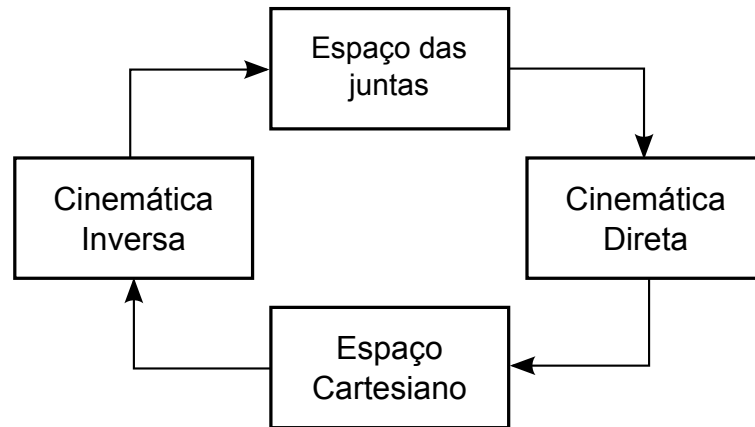 Espaço das
juntas
Cinemática
Inversa
Cinemática
Direta
Espaço
Cartesiano